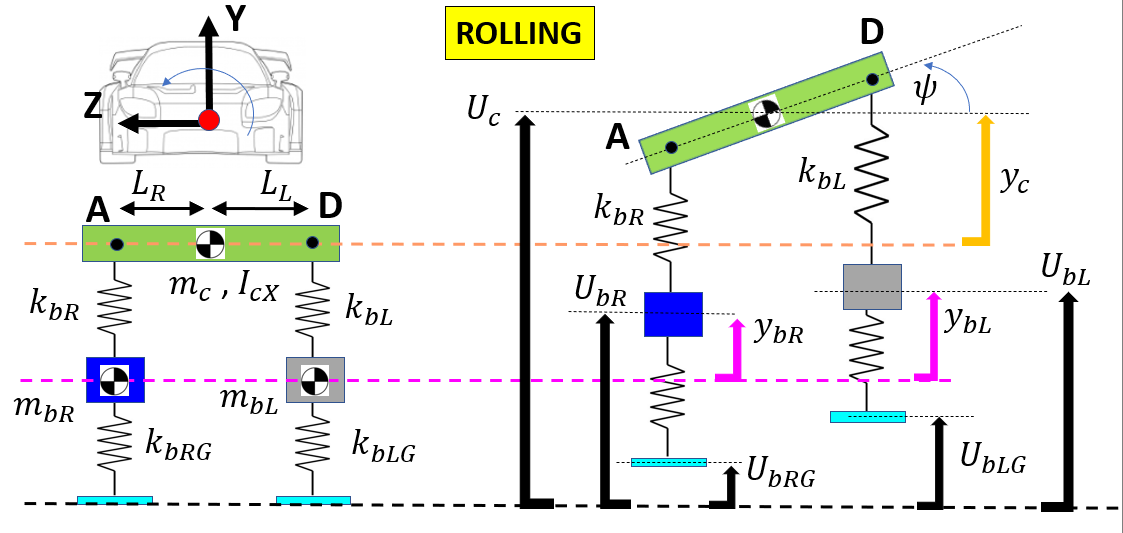 ROLLING
Y
Z
L_R
L_L
A
D
m_c , I_cX
k_bR
k_bL
m_bR
m_bL
k_bRG
k_bLG
D
A
ψ
U_c
y_c
k_bR
k_bL
U_bR
U_bL
y_bR
y_bL
U_bRG
U_bLG